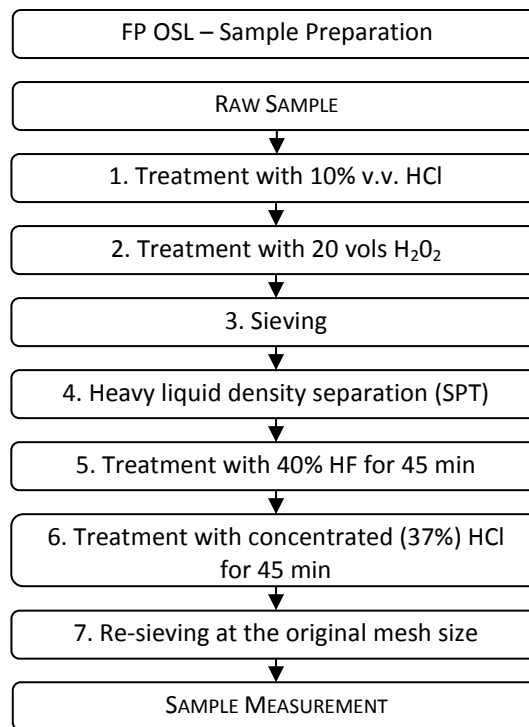 FP OSL – Sample Preparation
RAW SAMPLE
1. Treatment with 10% v.v. HCl
2. Treatment with 20 vols H₂0₂
3. Sieving
4. Heavy liquid density separation (SPT)
5. Treatment with 40% HF for 45 min
6. Treatment with concentrated (37%) HCl
for 45 min
7. Re-sieving at the original mesh size
SAMPLE MEASUREMENT